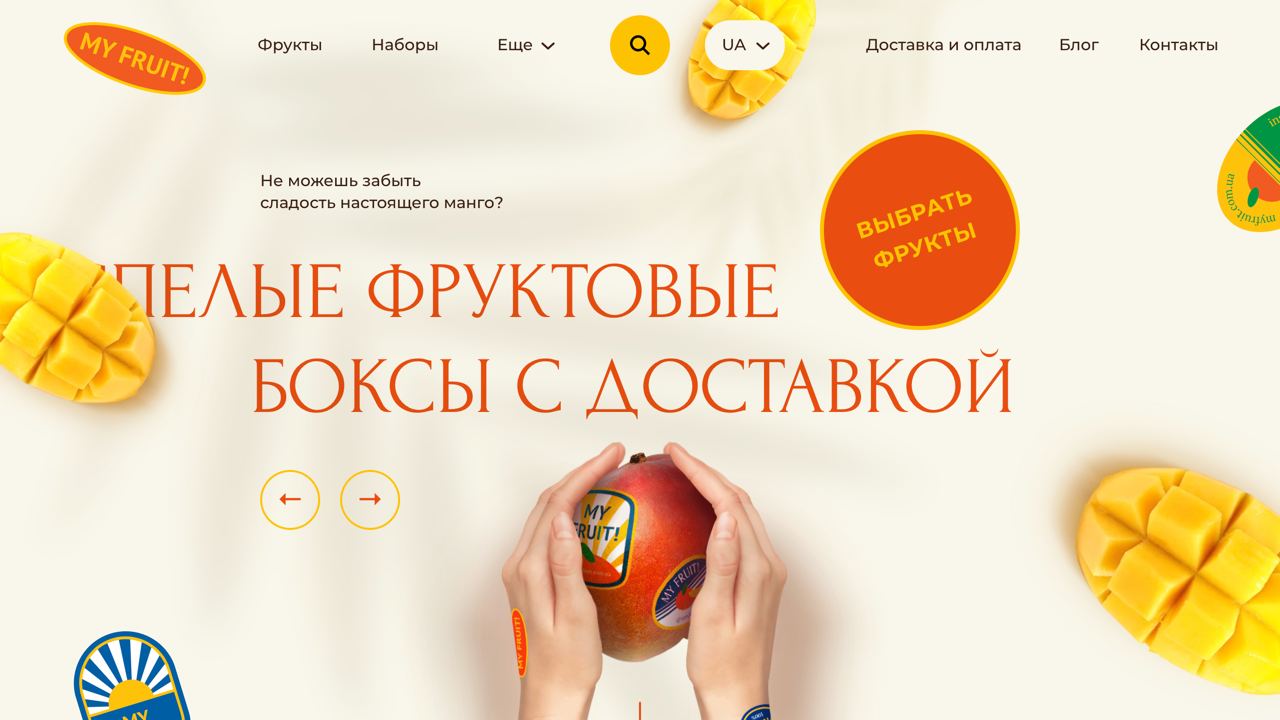 MY FRUIT!
Фрукты
Наборы
Еще
UA
Доставка и оплата
Блог
Контакты
Не можешь забыть
сладость настоящего манго?
ВЫБРАТЬ
ФРУКТЫ
myfruit.com.ua
ПЕЛЫЕ ФРУКТОВЫЕ
БОКСЫ С ДОСТАВКОЙ
MY
FRUIT!
MY FRUIT!
MY FRUIT!
MY